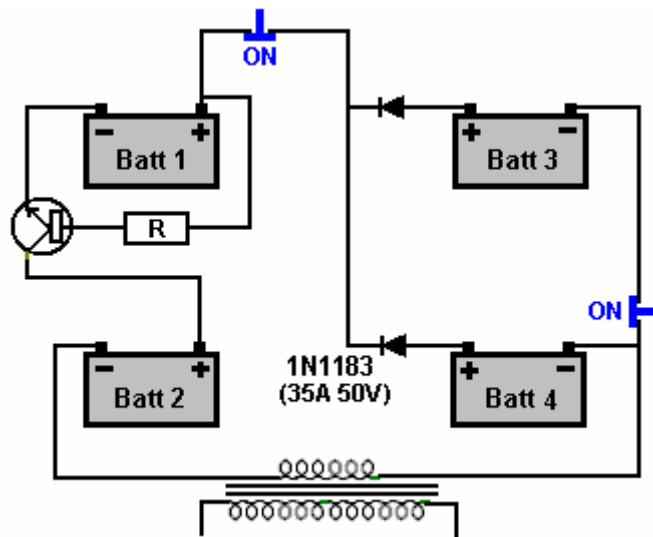 ON
- +
Batt 1
+ -
Batt 3
R
ON
- +
Batt 2
1N1183
(35A 50V)
+ -
Batt 4